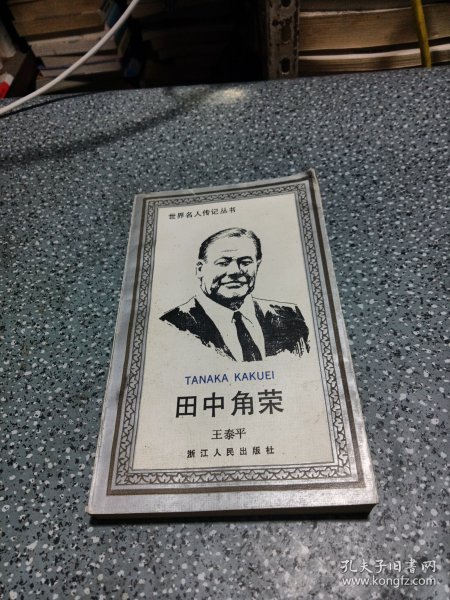 世界名人传记丛书
TANAKA KAKUEI
田中角荣
王泰平
浙江人民出版社
孔夫子旧书网
www.kongfz.com